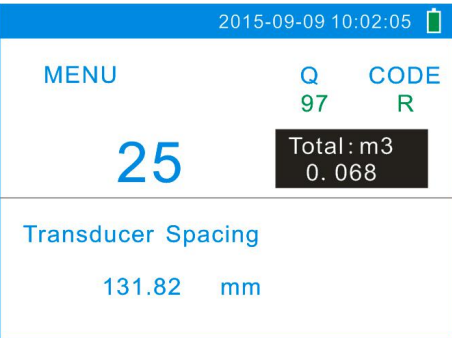 2015-09-09 10:02:05
MENU Q CODE
97 R
25 Total:m3
0.068
Transducer Spacing
131.82 mm